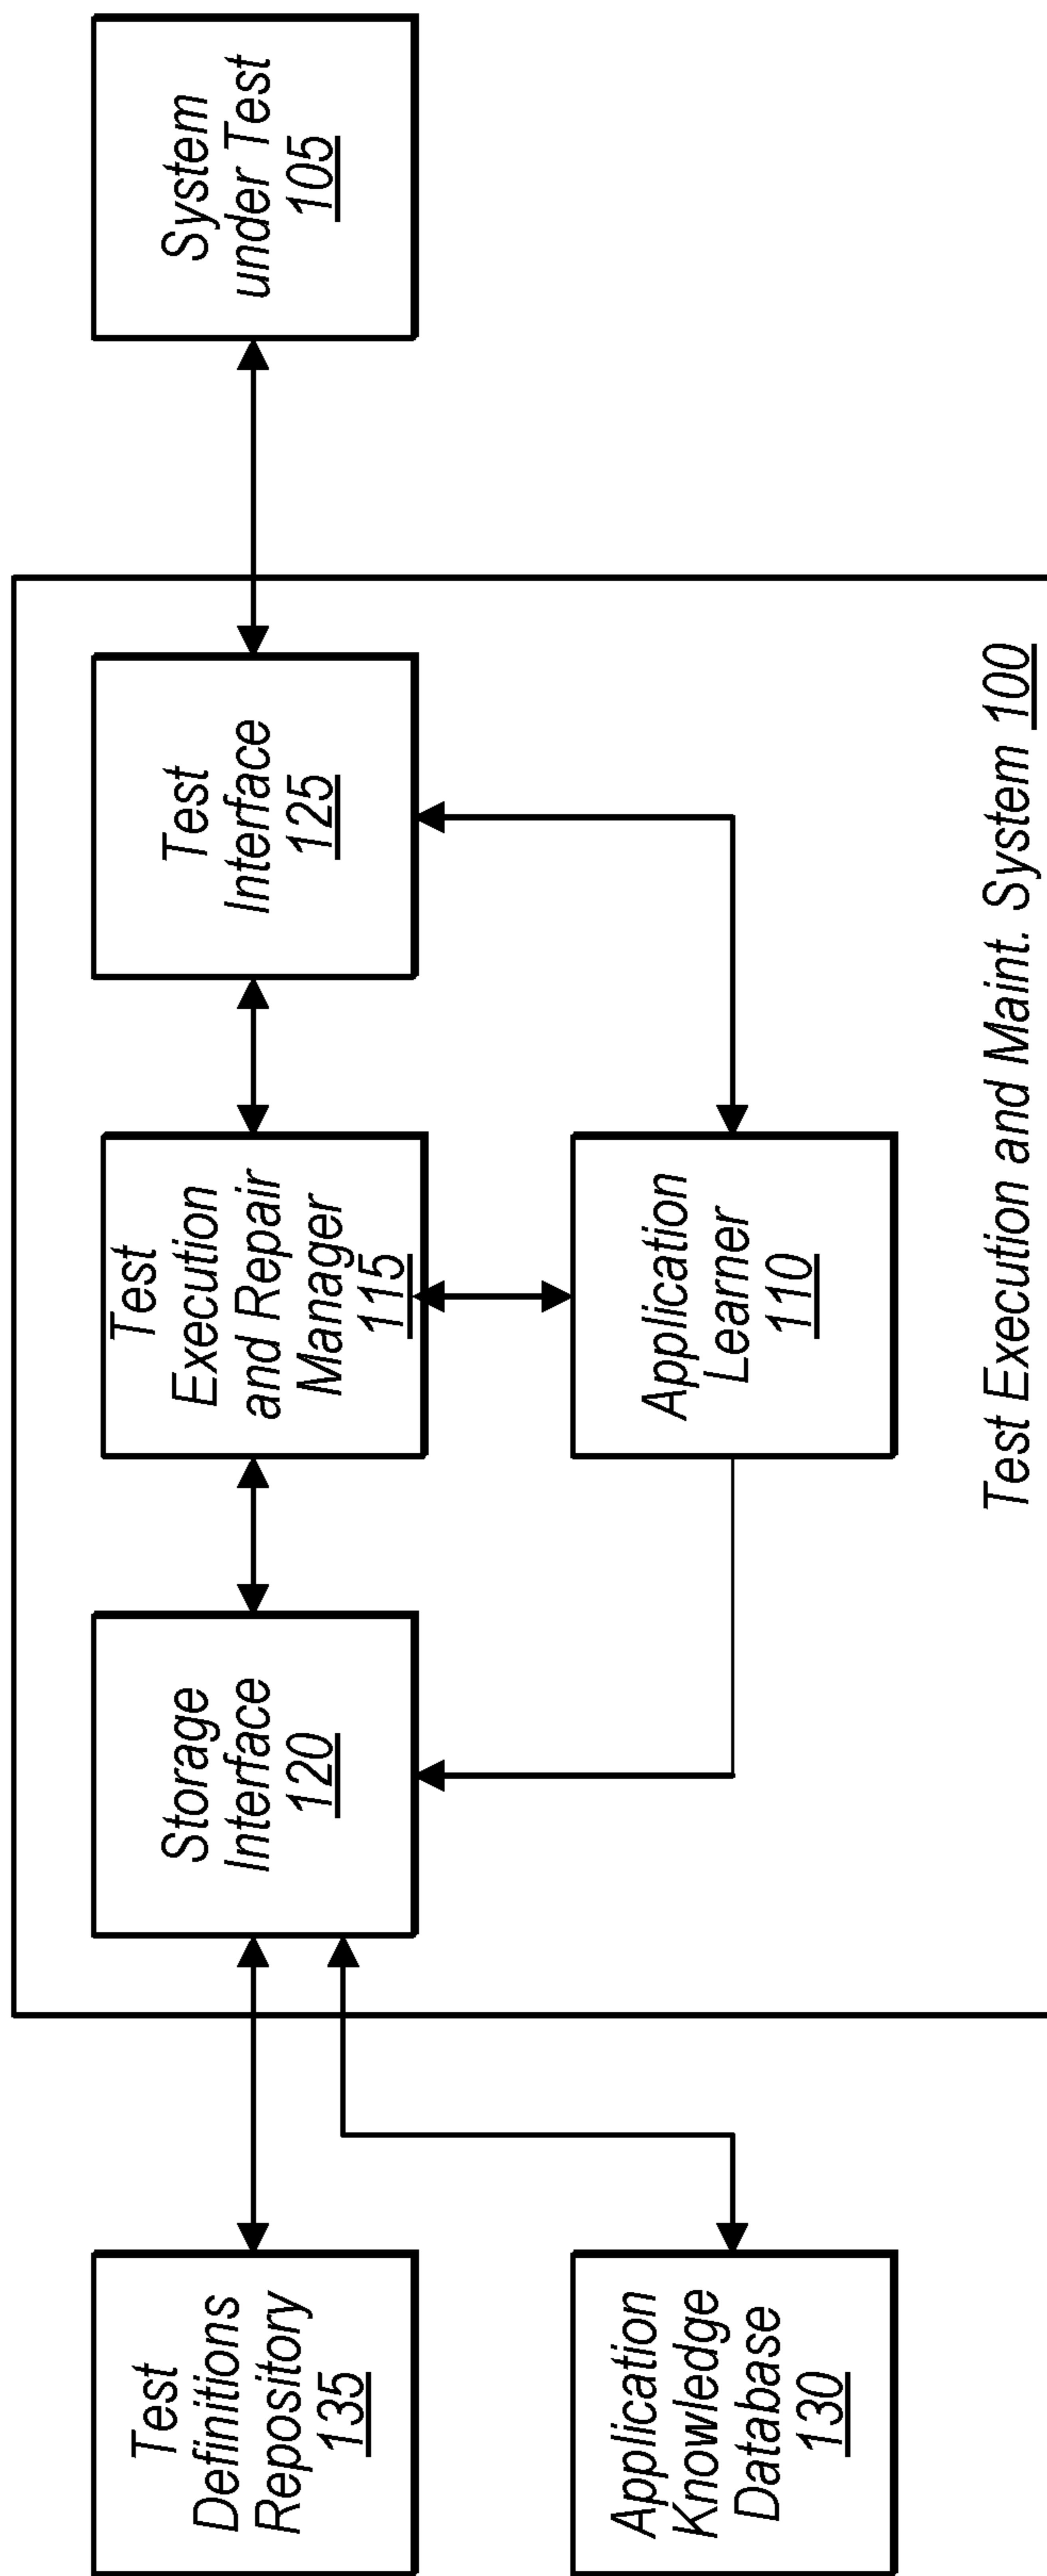 Test
Definitions
Repository
135
Application
Knowledge
Database
130
Storage
Interface
120
Test
Execution
and Repair
Manager
115
Application
Learner
110
Test
Interface
125
System
under Test
105
Test Execution and Maint. System 100